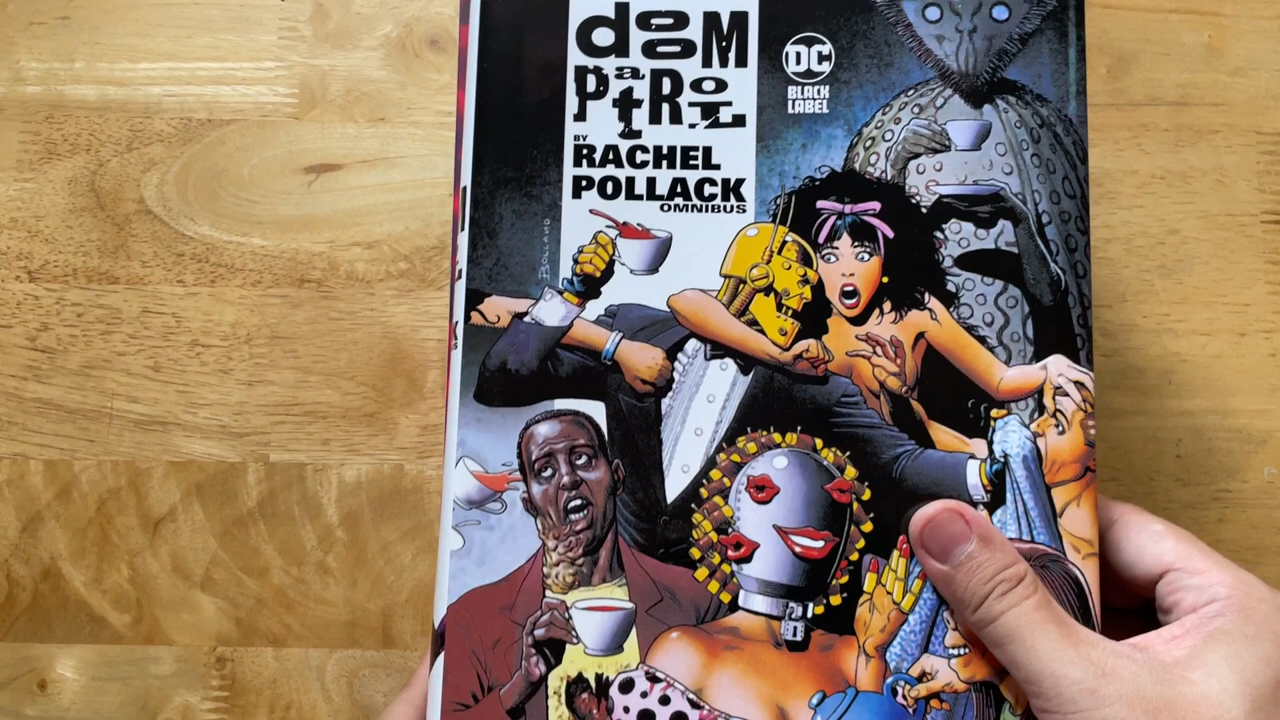 dooM
PatRoL
BY
RACHEL
POLLACK
OMNIBUS
DC
BLACK
LABEL
BOLLAND